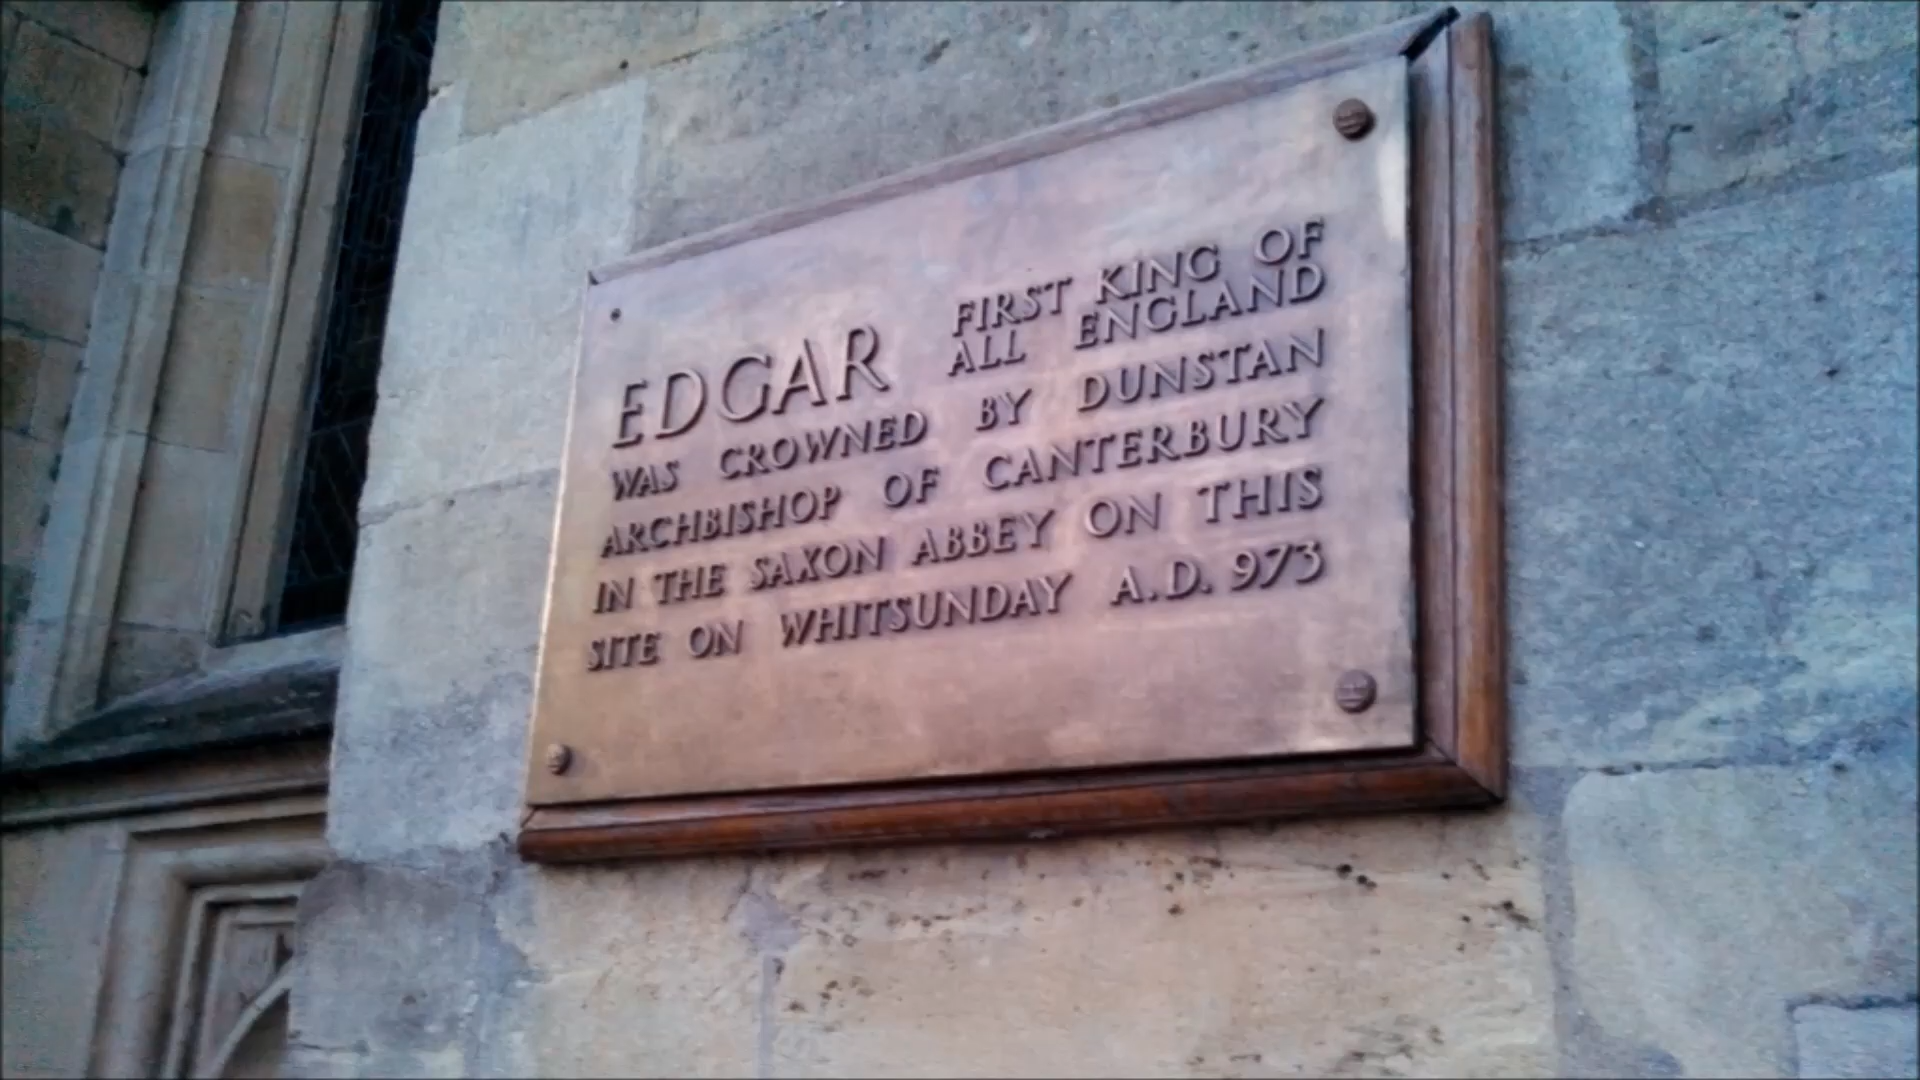 EDGAR FIRST KING OF
ALL ENGLAND
WAS CROWNED BY DUNSTAN
ARCHBISHOP OF CANTERBURY
IN THE SAXON ABBEY ON THIS
SITE ON WHITSUNDAY A.D. 973